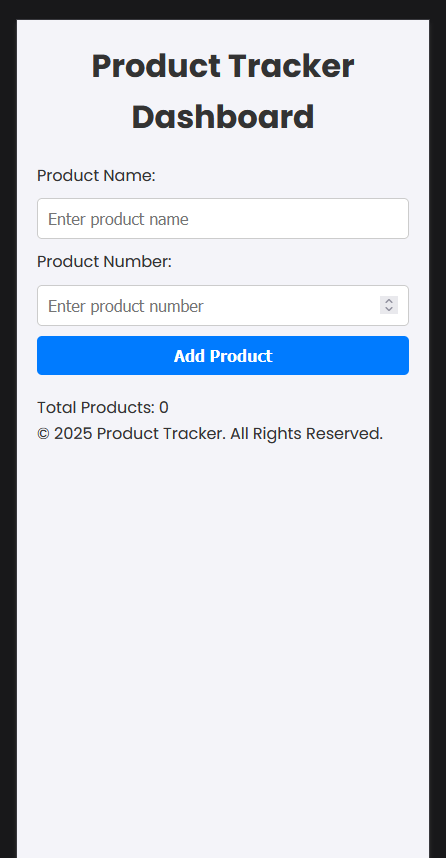 Product Tracker
Dashboard
Product Name:
Enter product name
Product Number:
Enter product number
Add Product
Total Products: 0
© 2025 Product Tracker. All Rights Reserved.